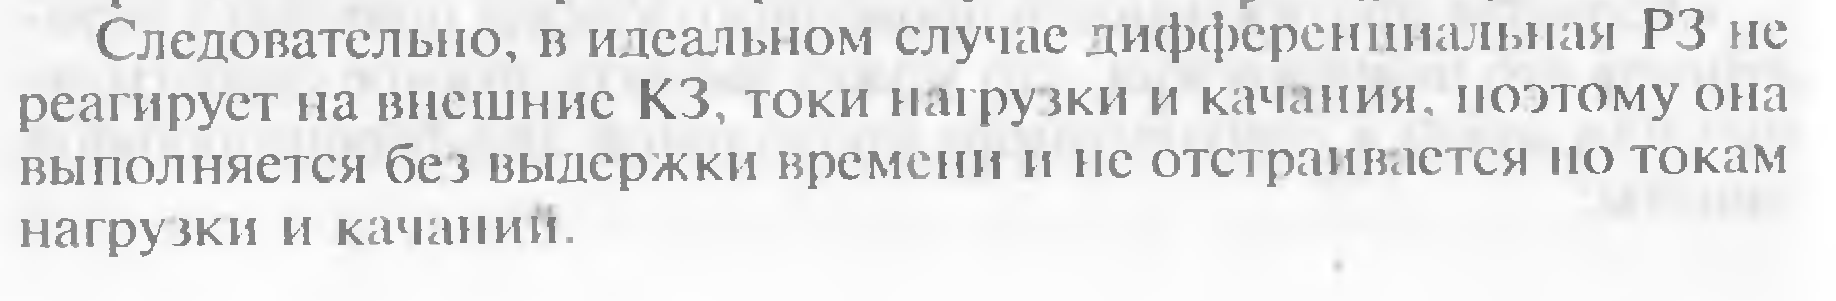 Следовательно, в идеальном случае дифференциальная РЗ не
реагирует на внешние КЗ, токи нагрузки и качания, поэтому она
выполняется без выдержки времени и не отстраивается по токам
нагрузки и качаний.